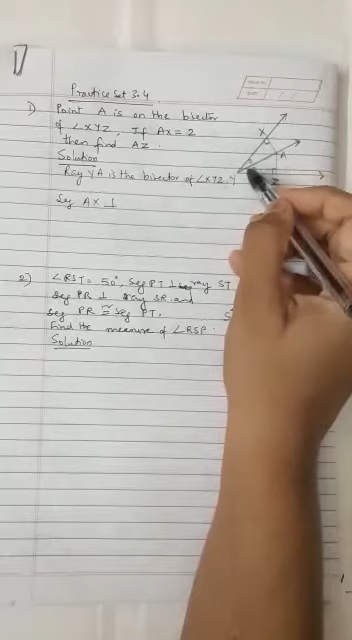 Practice Set 3.4
1) Point A is on the bisector
of ∠XYZ, If AX = 2
then find AZ.
Solution
Ray YA is the bisector of ∠XYZ.
Seg AX ⊥
X
A
Y
Z
2) ∠RST = 50°, Seg PT ⊥ ray ST
seg PR ⊥ ray SR and
seg PR ≅ seg PT.
Find the measure of ∠RSP.
Solution
S